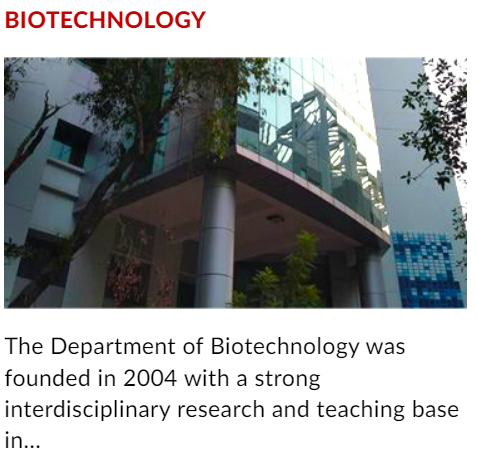 BIOTECHNOLOGY
The Department of Biotechnology was
founded in 2004 with a strong
interdisciplinary research and teaching base
in...